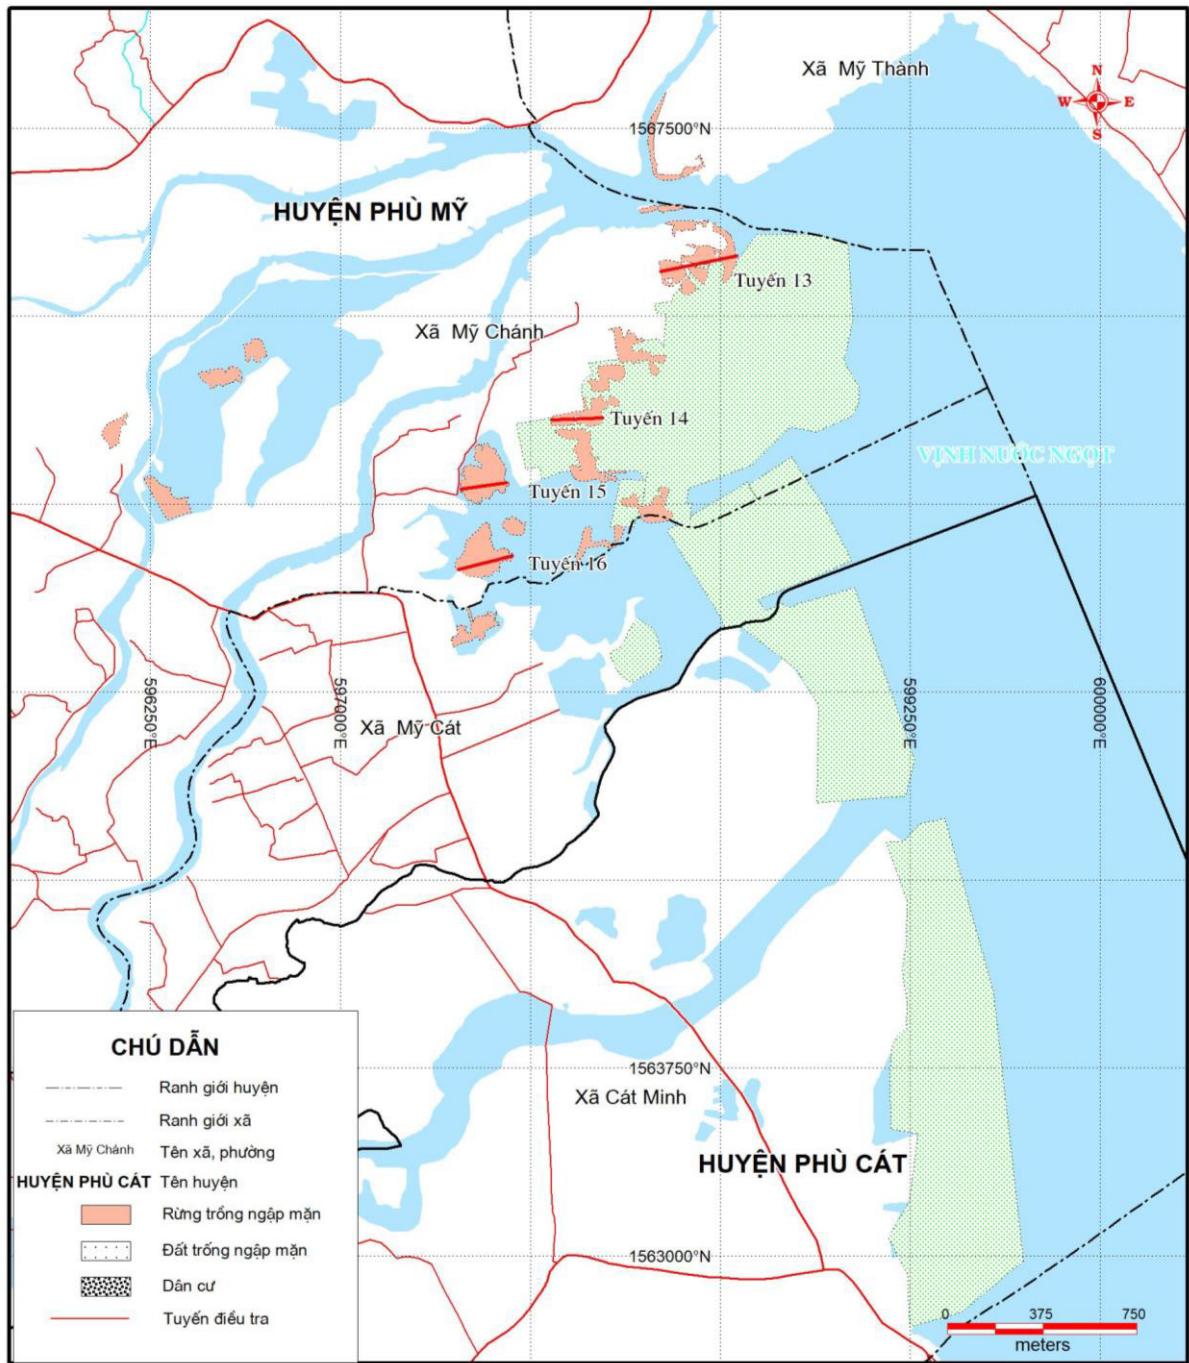 Xã Mỹ Thành
N
W E
S
1567500°N
HUYỆN PHÙ MỸ
Tuyến 13
Xã Mỹ Chánh
Tuyến 14
VỊNH NƯỚC NGỌT
Tuyến 15
Tuyến 16
596250°E
597000°E
599250°E
600000°E
Xã Mỹ Cát
CHÚ DẪN
Ranh giới huyện
Ranh giới xã
Xã Mỹ Chánh Tên xã, phường
HUYỆN PHÙ CÁT Tên huyện
Rừng trồng ngập mặn
Đất trống ngập mặn
Dân cư
Tuyến điều tra
1563750°N
Xã Cát Minh
HUYỆN PHÙ CÁT
1563000°N
0 375 750
meters